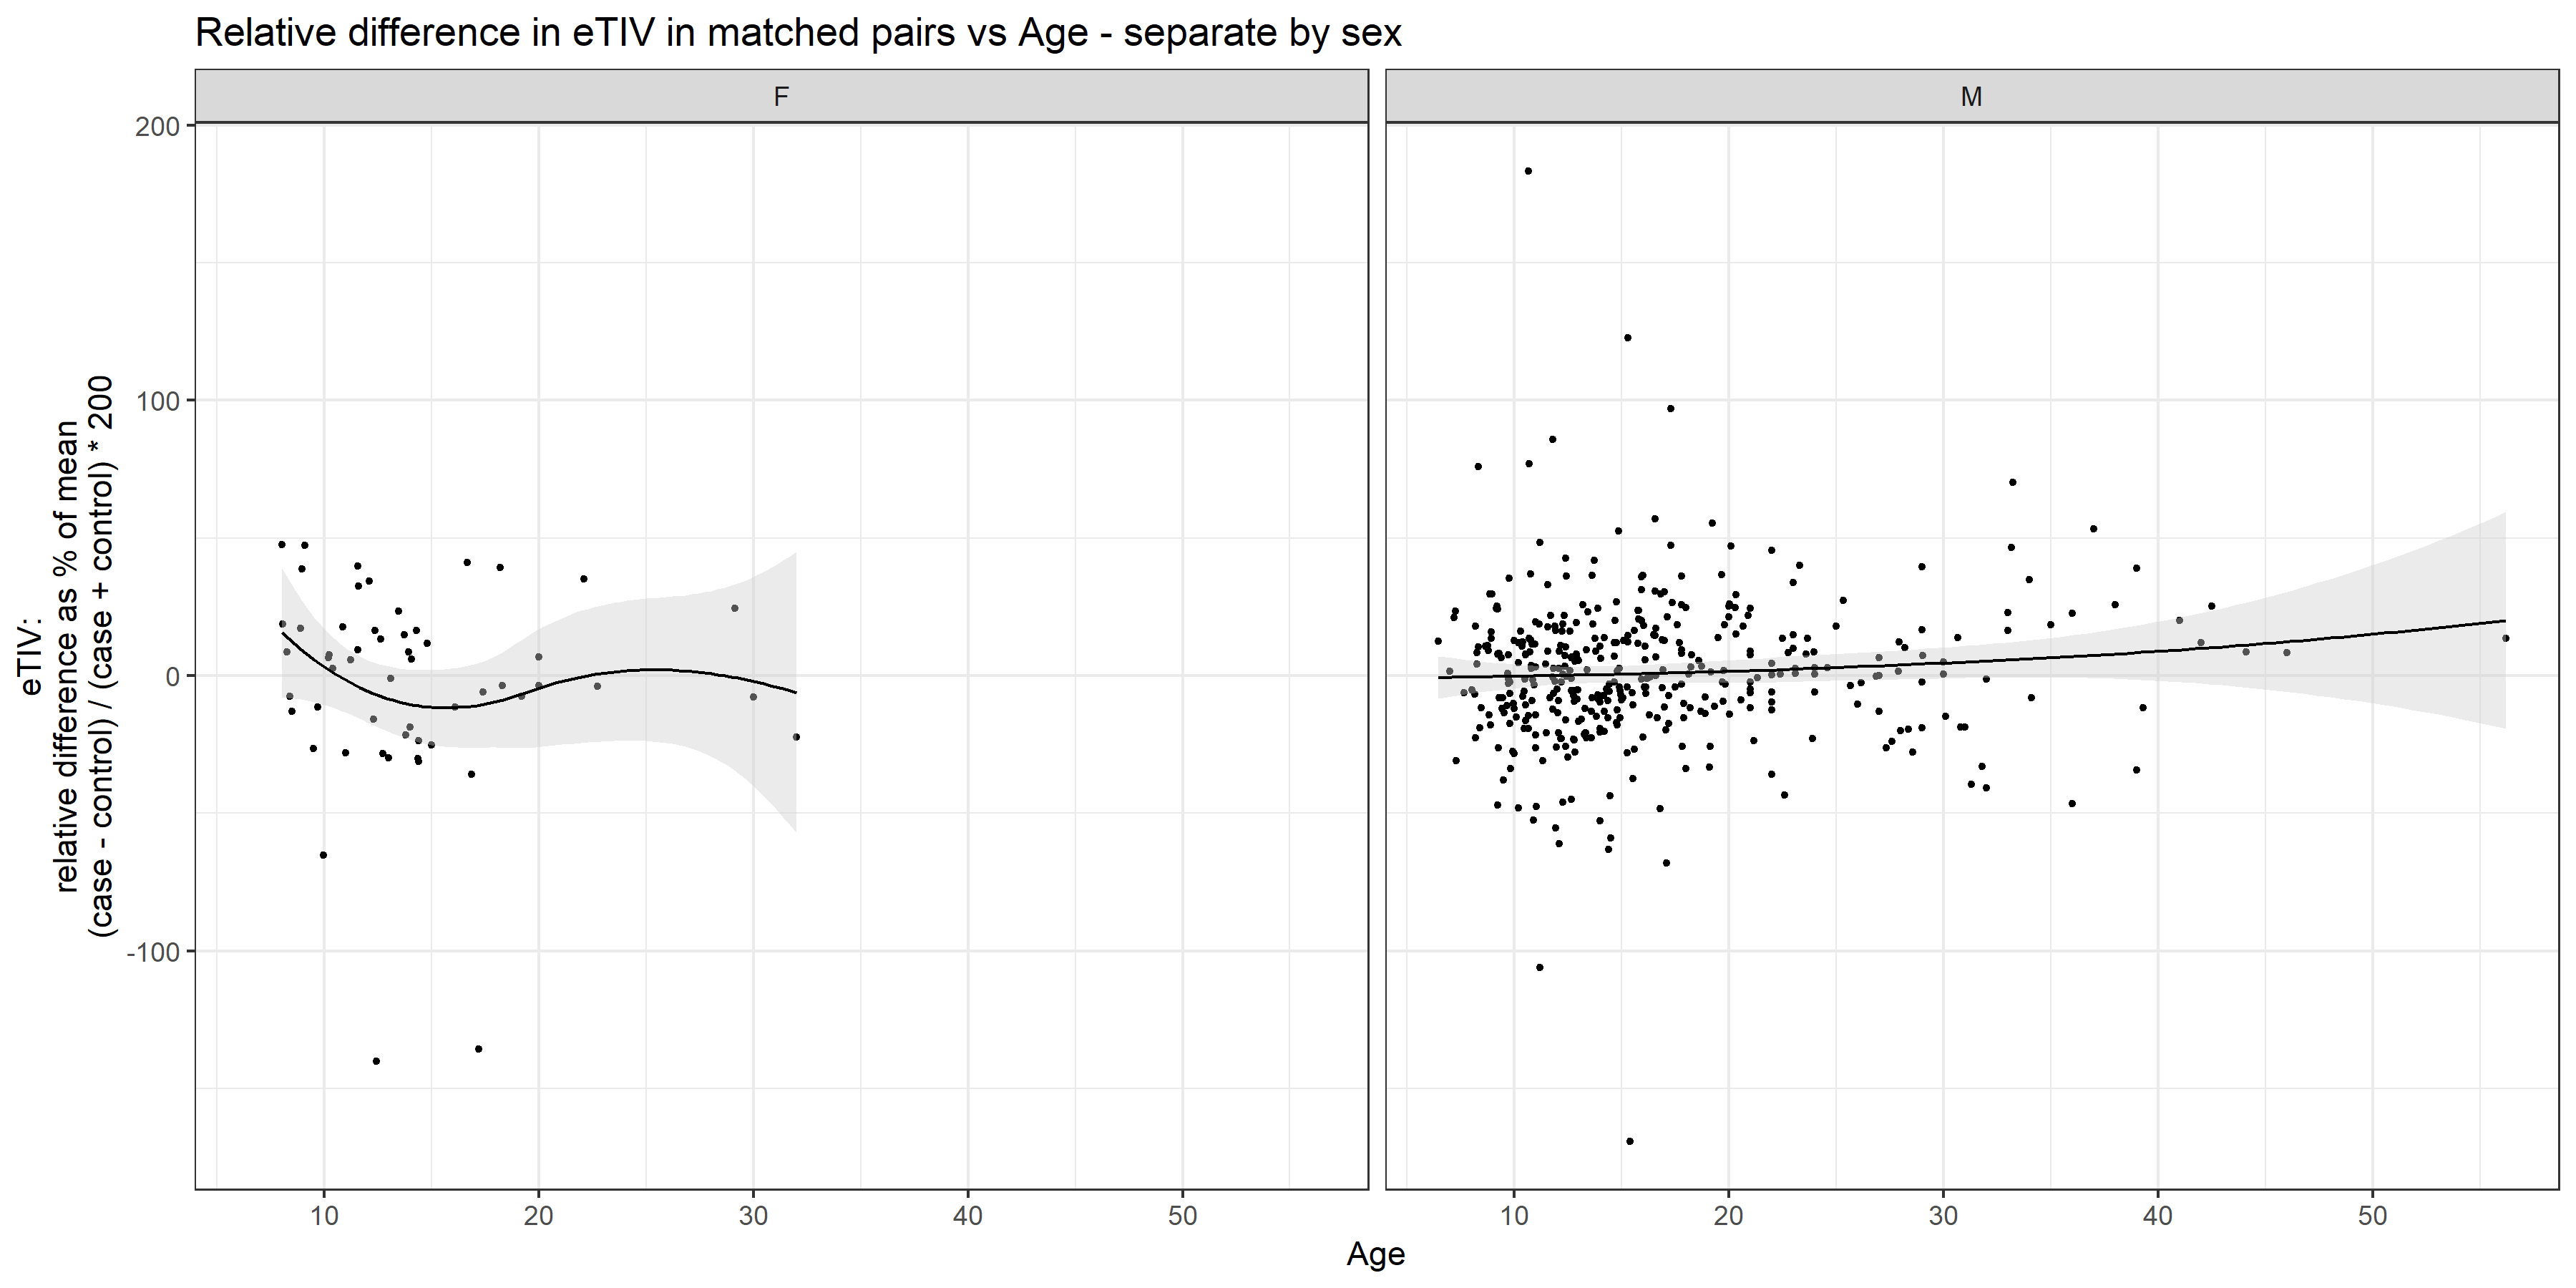 Relative difference in eTIV in matched pairs vs Age - separate by sex
F
M
eTIV:
relative difference as % of mean
(case - control) / (case + control) * 200
200
100
0
-100
10 20 30 40 50
10 20 30 40 50
Age